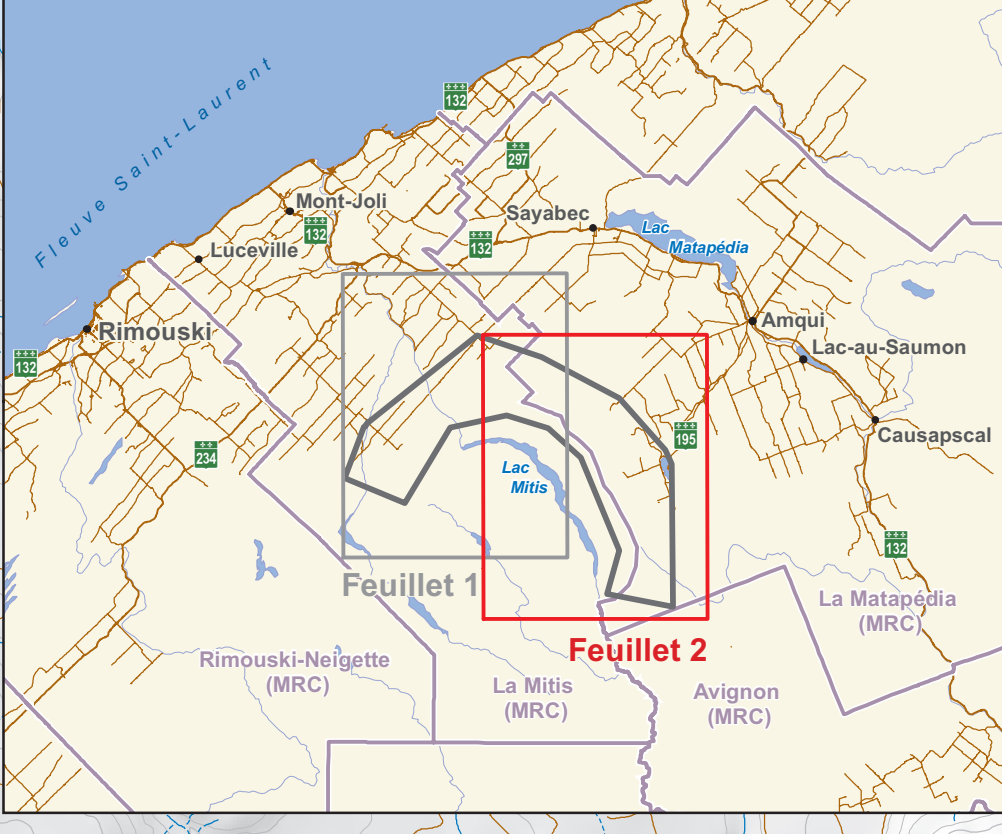 Fleuve Saint-Laurent
132
297
Mont-Joli
132
Sayabec
Lac
Matapédia
132
Luceville
Rimouski
Amqui
Lac-au-Saumon
132
Causapscal
195
234
Lac
Mitis
132
Feuillet 1
La Matapédia
(MRC)
Feuillet 2
Rimouski-Neigette
(MRC)
La Mitis
(MRC)
Avignon
(MRC)